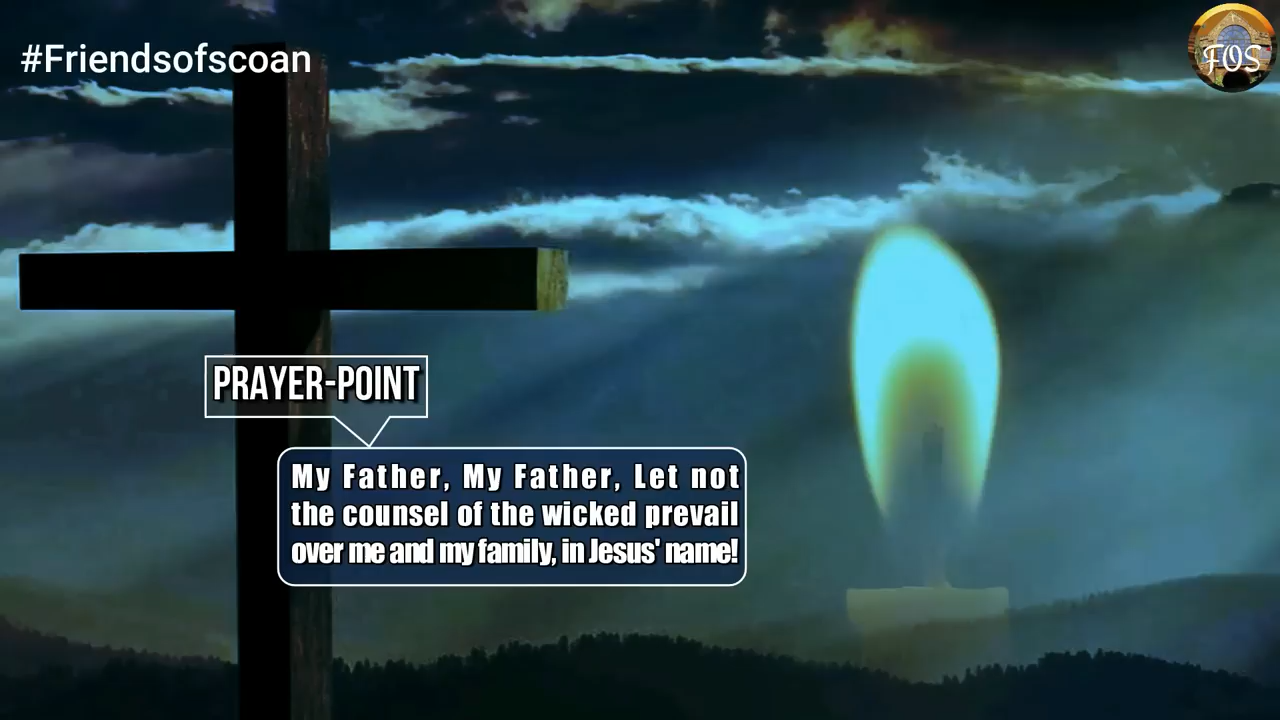 #Friendsofscoan
FOS
PRAYER-POINT
My Father, My Father, Let not
the counsel of the wicked prevail
over me and my family, in Jesus' name!